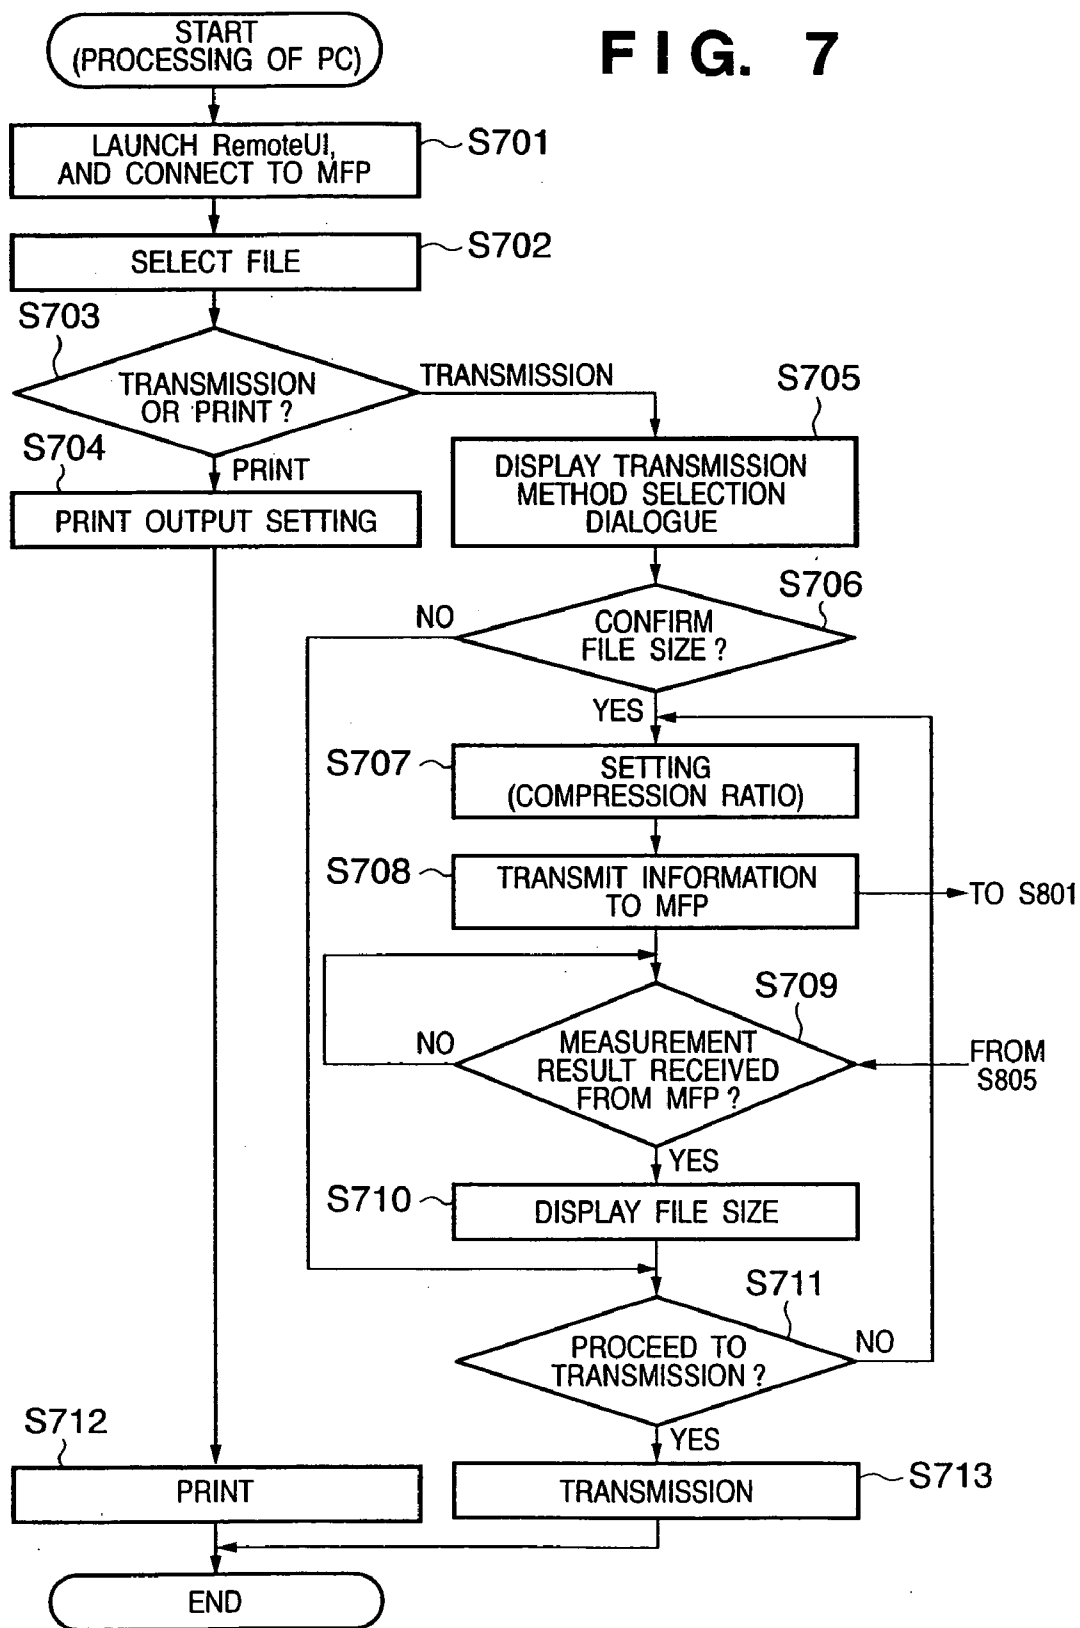 FIG. 7
START
(PROCESSING OF PC)
LAUNCH RemoteUI,
AND CONNECT TO MFP
S701
SELECT FILE
S702
S703
TRANSMISSION
OR PRINT?
TRANSMISSION
PRINT
S704
PRINT OUTPUT SETTING
S705
DISPLAY TRANSMISSION
METHOD SELECTION
DIALOGUE
S706
CONFIRM
FILE SIZE?
NO
YES
S707
SETTING
(COMPRESSION RATIO)
S708
TRANSMIT INFORMATION
TO MFP
TO S801
S709
MEASUREMENT
RESULT RECEIVED
FROM MFP?
NO
FROM
S805
YES
S710
DISPLAY FILE SIZE
S711
PROCEED TO
TRANSMISSION?
NO
YES
S712
PRINT
TRANSMISSION
S713
END